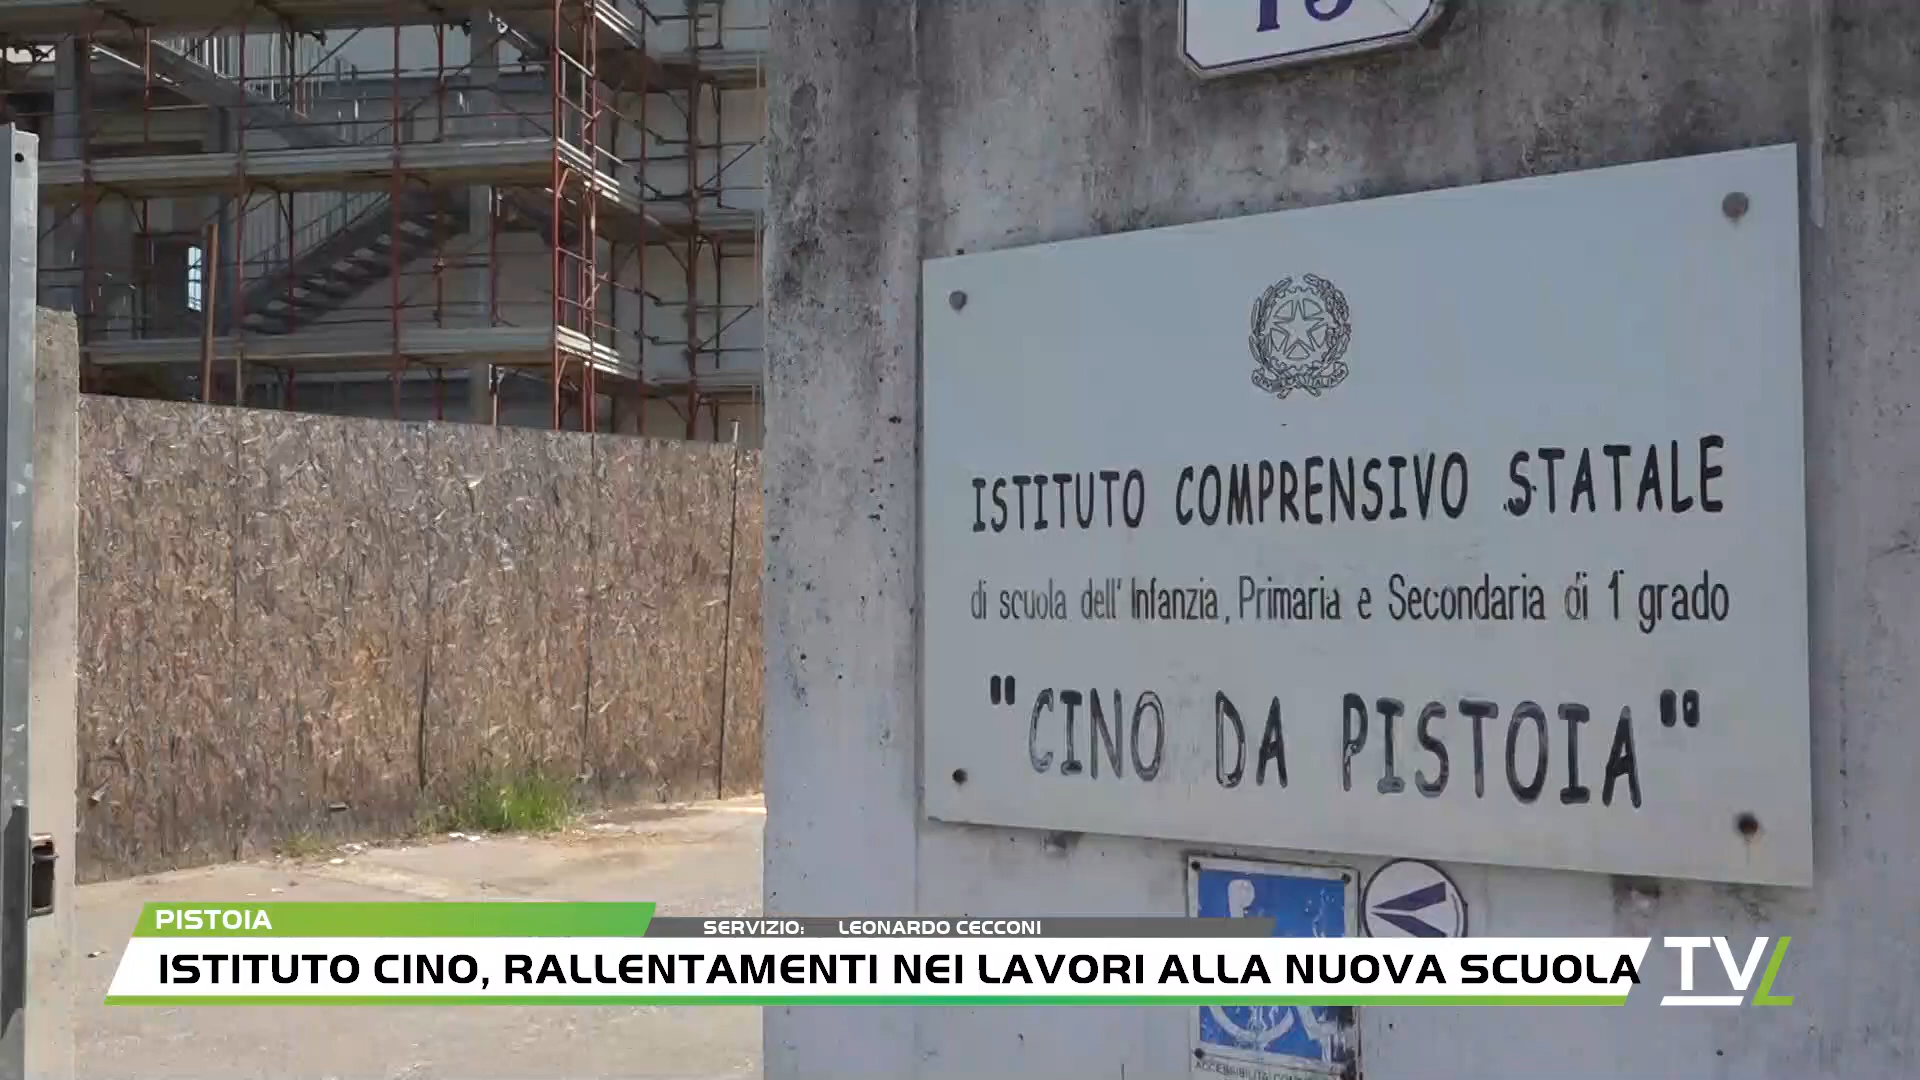 ISTITUTO COMPRENSIVO STATALE
di scuola dell' Infanzia, Primaria e Secondaria di 1° grado
"CINO DA PISTOIA"
PISTOIA
SERVIZIO: LEONARDO CECCONI
ISTITUTO CINO, RALLENTAMENTI NEI LAVORI ALLA NUOVA SCUOLA
TVL